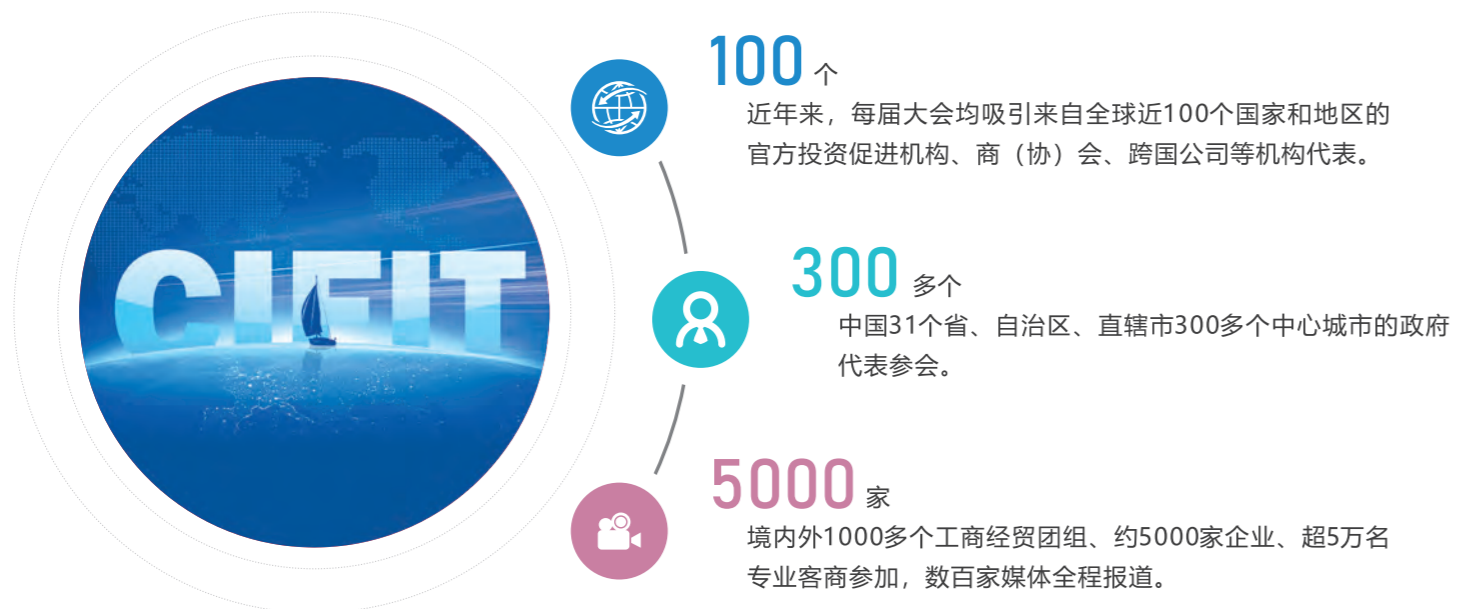 CIFIT
100 个
近年来，每届大会均吸引来自全球近100个国家和地区的
官方投资促进机构、商（协）会、跨国公司等机构代表。
300 多个
中国31个省、自治区、直辖市300多个中心城市的政府
代表参会。
5000 家
境内外1000多个工商经贸团组、约5000家企业、超5万名
专业客商参加，数百家媒体全程报道。